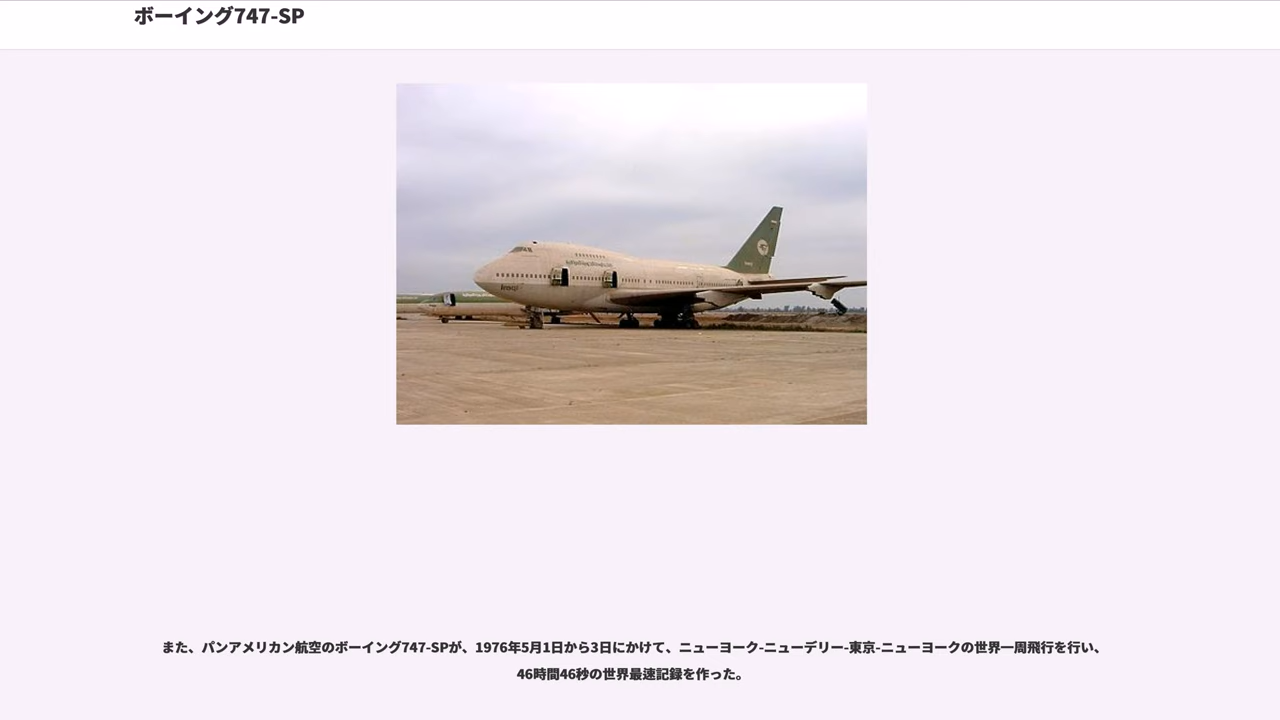 ボーイング747-SP
また、パンアメリカン航空のボーイング747-SPが、1976年5月1日から3日にかけて、ニューヨーク-ニューデリー-東京-ニューヨークの世界一周飛行を行い、
46時間46秒の世界最速記録を作った。